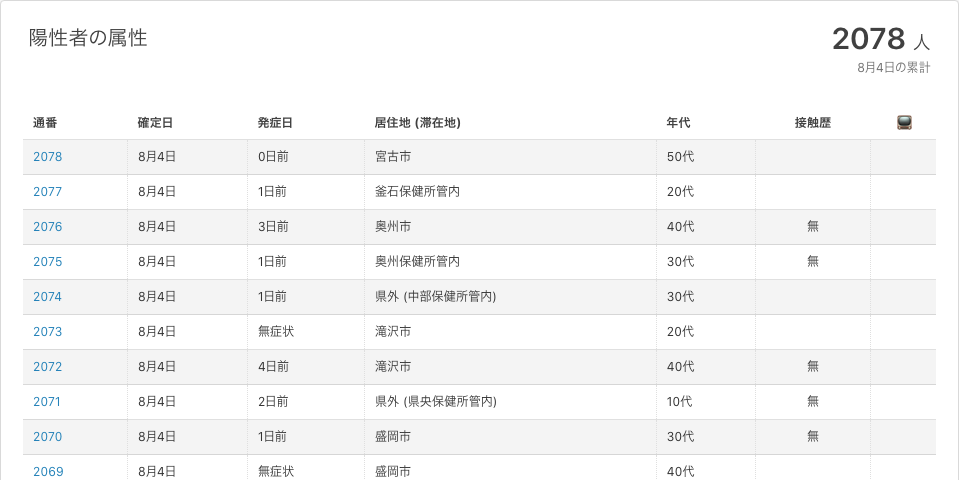 陽性者の属性
2078 人
8月4日の累計
通番 確定日 発症日 居住地 (滞在地) 年代 接触歴
2078 8月4日 0日前 宮古市 50代
2077 8月4日 1日前 釜石保健所管内 20代
2076 8月4日 3日前 奥州市 40代 無
2075 8月4日 1日前 奥州保健所管内 30代 無
2074 8月4日 1日前 県外 (中部保健所管内) 30代
2073 8月4日 無症状 滝沢市 20代
2072 8月4日 4日前 滝沢市 40代 無
2071 8月4日 2日前 県外 (県央保健所管内) 10代 無
2070 8月4日 1日前 盛岡市 30代 無
2069 8月4日 無症状 盛岡市 40代